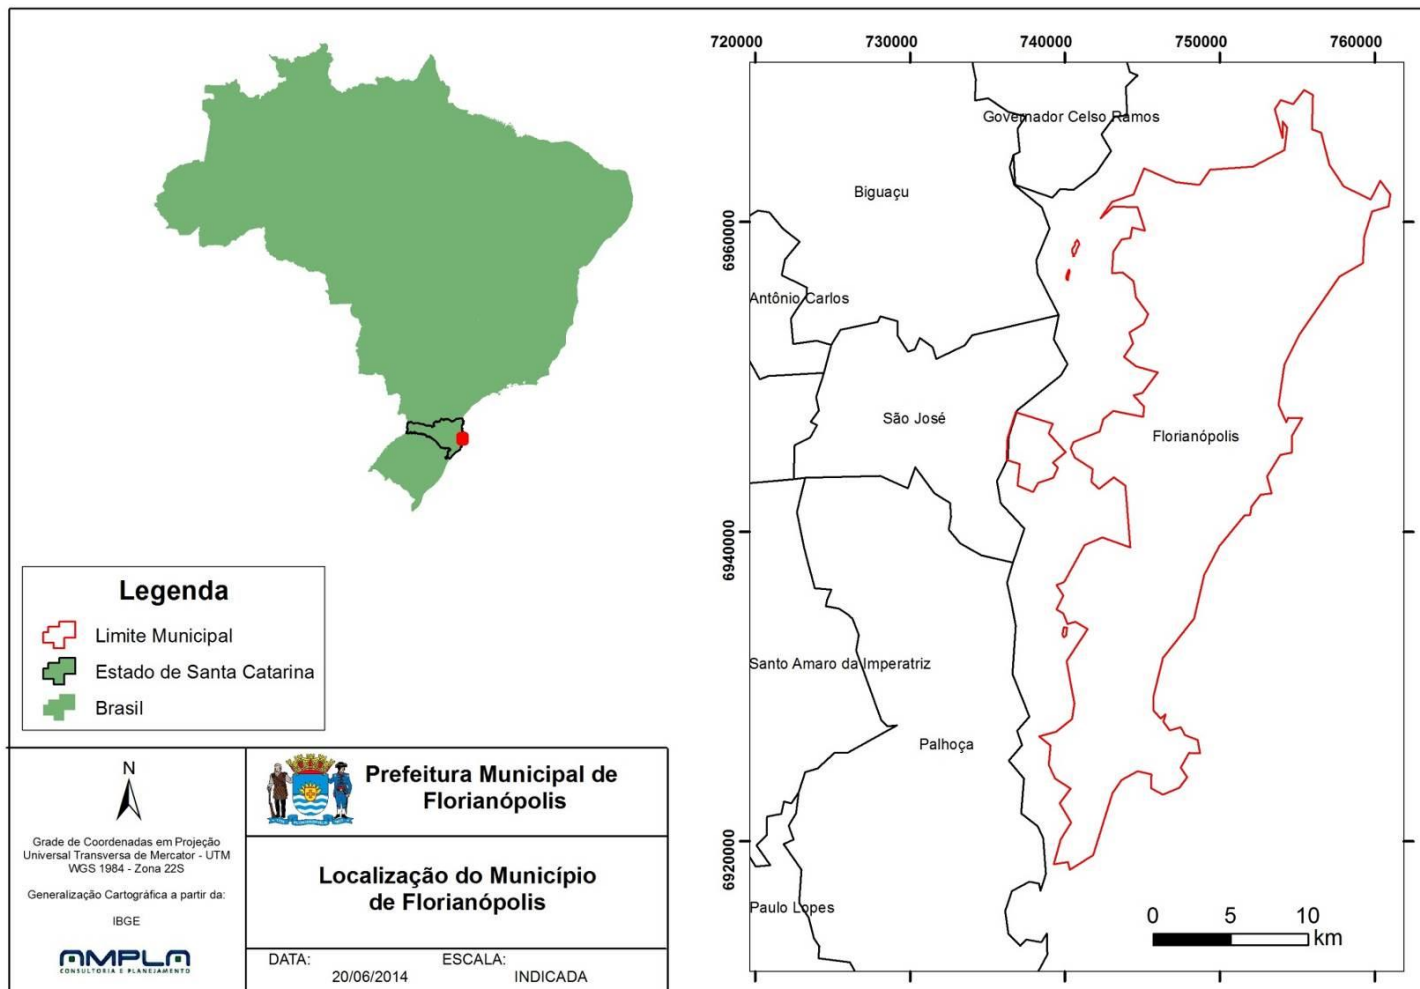 720000
730000
740000
750000
760000
Governador Celso Ramos
Biguaçu
6960000
Antônio Carlos
São José
Florianópolis
6940000
Santo Amaro da Imperatriz
Palhoça
6920000
Paulo Lopes
0 5 10
km
Legenda
Limite Municipal
Estado de Santa Catarina
Brasil
N
Grade de Coordenadas em Projeção
Universal Transversa de Mercator - UTM
WGS 1984 - Zona 22S
Generalização Cartográfica a partir da:
IBGE
AMPLA
CONSULTORIA E PLANEJAMENTO
Prefeitura Municipal de
Florianópolis
Localização do Município
de Florianópolis
DATA:
20/06/2014
ESCALA:
INDICADA